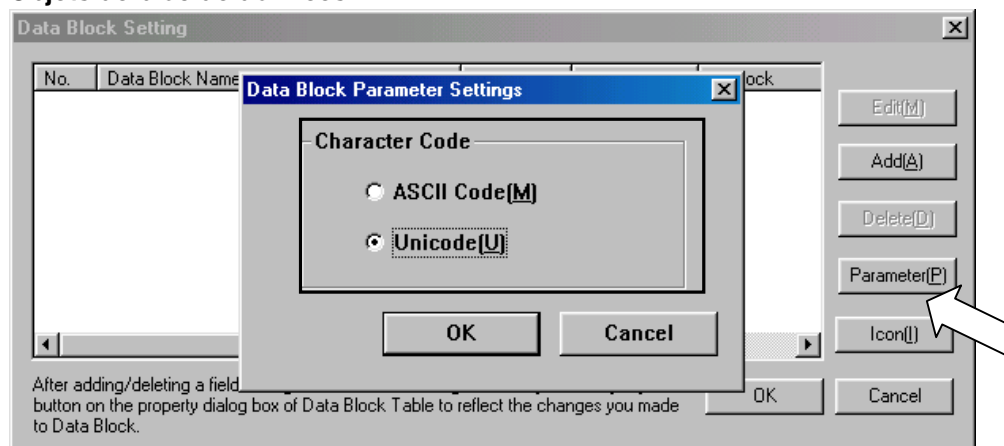 Data Block Setting
No. Data Block Name ock
Data Block Parameter Settings
Character Code
ASCII Code(M)
Unicode(U)
OK Cancel
Edit(M)
Add(A)
Delete(D)
Parameter(P)
Icon(I)
After adding/deleting a field
button on the property dialog box of Data Block Table to reflect the changes you made
to Data Block.
OK Cancel